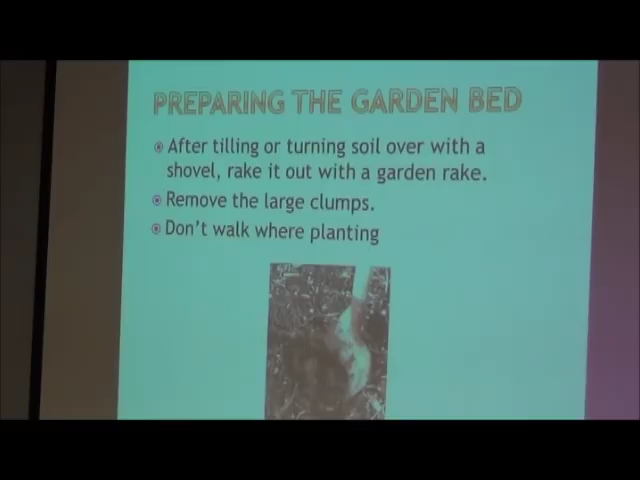 PREPARING THE GARDEN BED
After tilling or turning soil over with a
shovel, rake it out with a garden rake.
Remove the large clumps.
Don't walk where planting